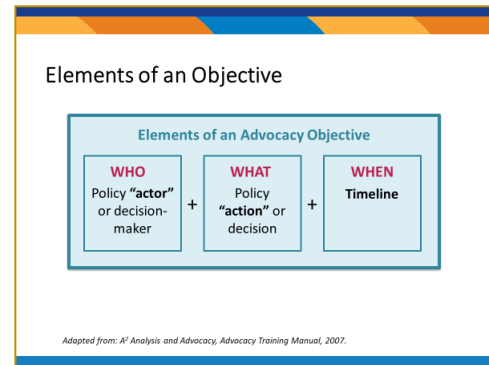 Elements of an Objective
Elements of an Advocacy Objective
WHO
Policy “actor”
or decision-
maker
+
WHAT
Policy
“action” or
decision
+
WHEN
Timeline
Adapted from: A² Analysis and Advocacy, Advocacy Training Manual, 2007.